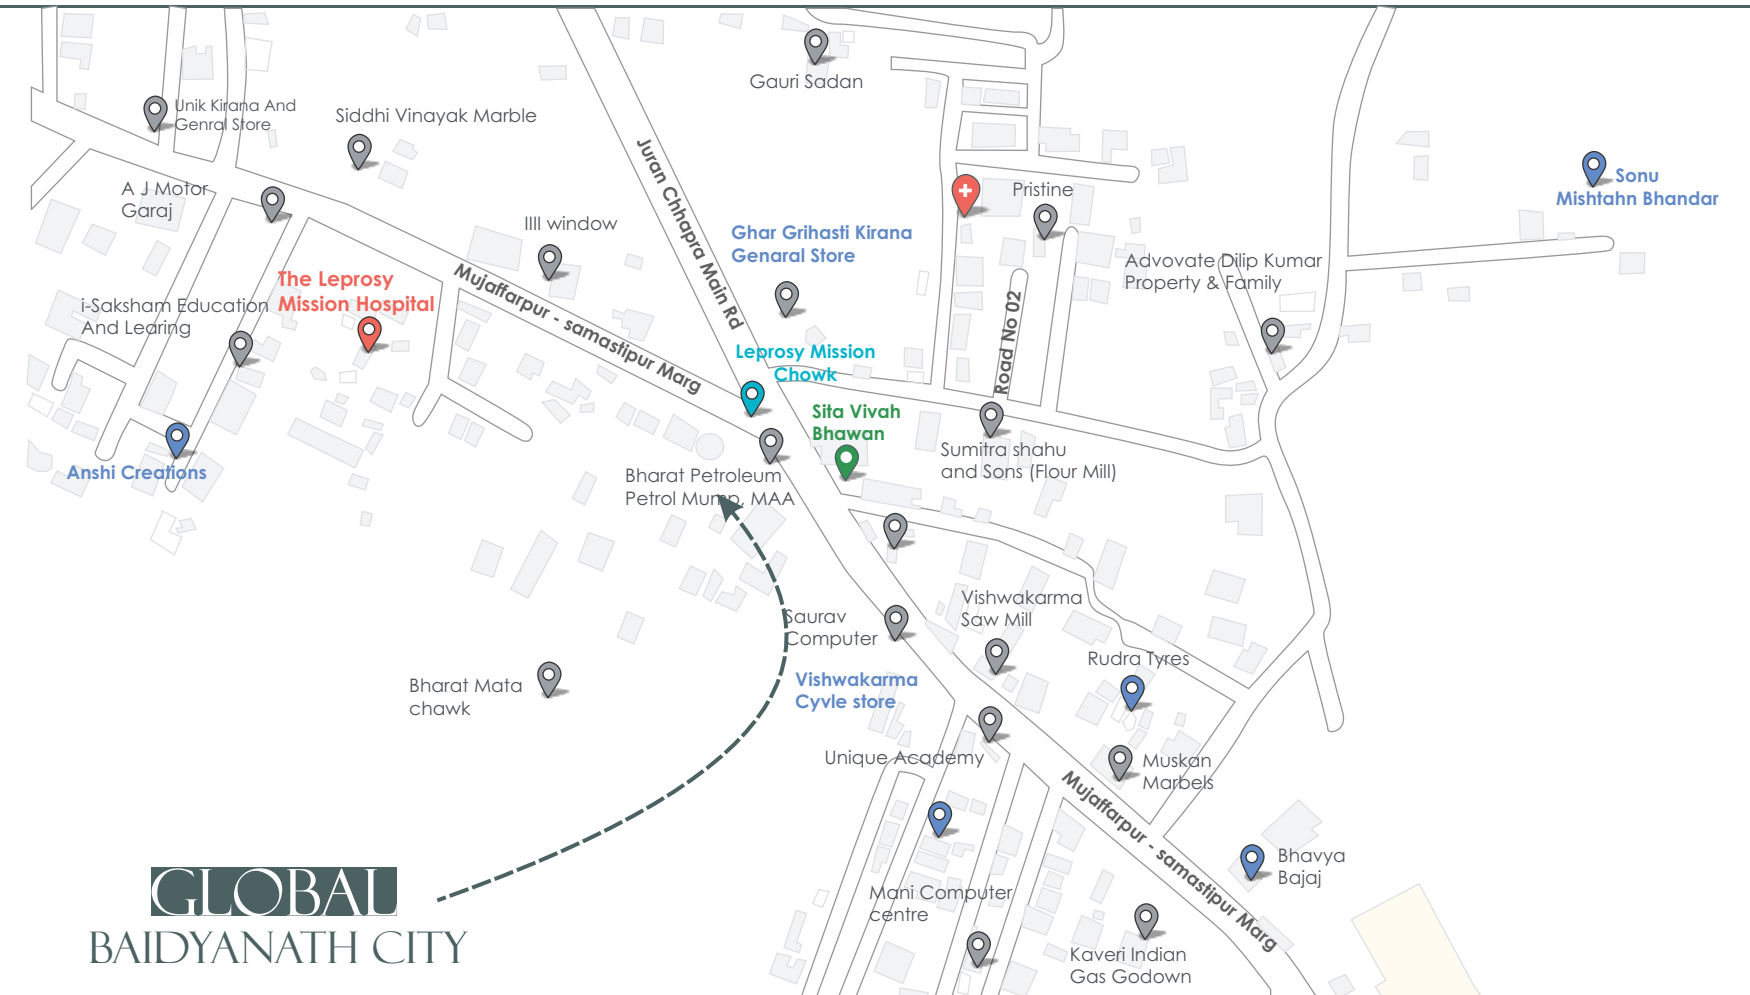 Gauri Sadan
Unik Kirana And
Genral Store
Siddhi Vinayak Marble
Juran Chhapra Main Rd
A J Motor
Garaj
IIII window
Ghar Grihasti Kirana
Genaral Store
Pristine
Sonu
Mishtahn Bhandar
Advovate Dilip Kumar
Property & Family
The Leprosy
Mission Hospital
Mujaffarpur - samastipur Marg
i-Saksham Education
And Learing
Road No 02
Leprosy Mission
Chowk
Sita Vivah
Bhawan
Sumitra shahu
and Sons (Flour Mill)
Anshi Creations
Bharat Petroleum
Petrol Mump, MAA
Saurav
Computer
Vishwakarma
Saw Mill
Rudra Tyres
Bharat Mata
chawk
Vishwakarma
Cyvle store
Unique Academy
Muskan
Marbels
Mujaffarpur - samastipur Marg
Bhavya
Bajaj
Mani Computer
centre
Kaveri Indian
Gas Godown
GLOBAL
BAIDYANATH CITY